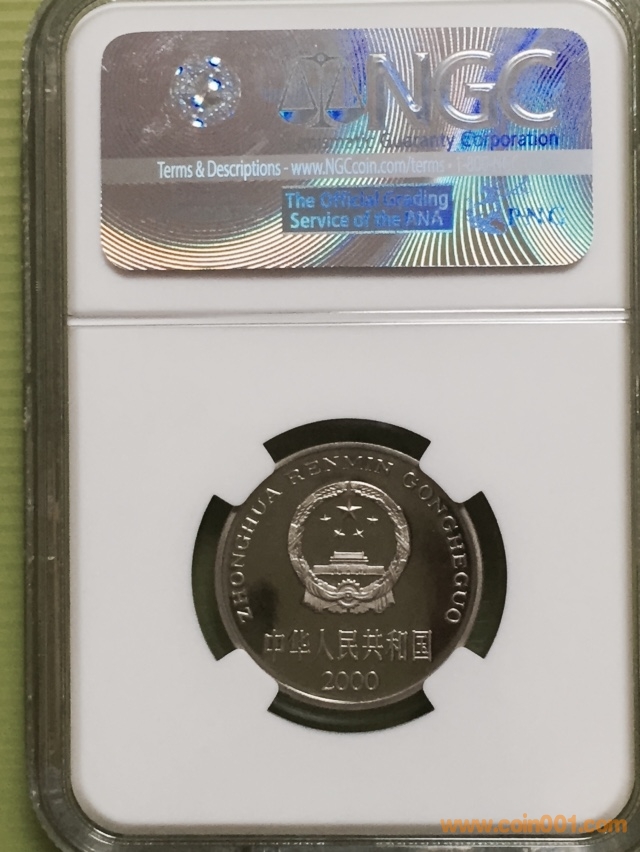 NGC
Guaranty Corporation
Terms & Descriptions - www.NGCcoin.com/terms
The Official Grading
Service of the ANA
PNG
ZHONGHUA RENMIN GONGHEGUO
中华人民共和国
2000
www.coin001.com